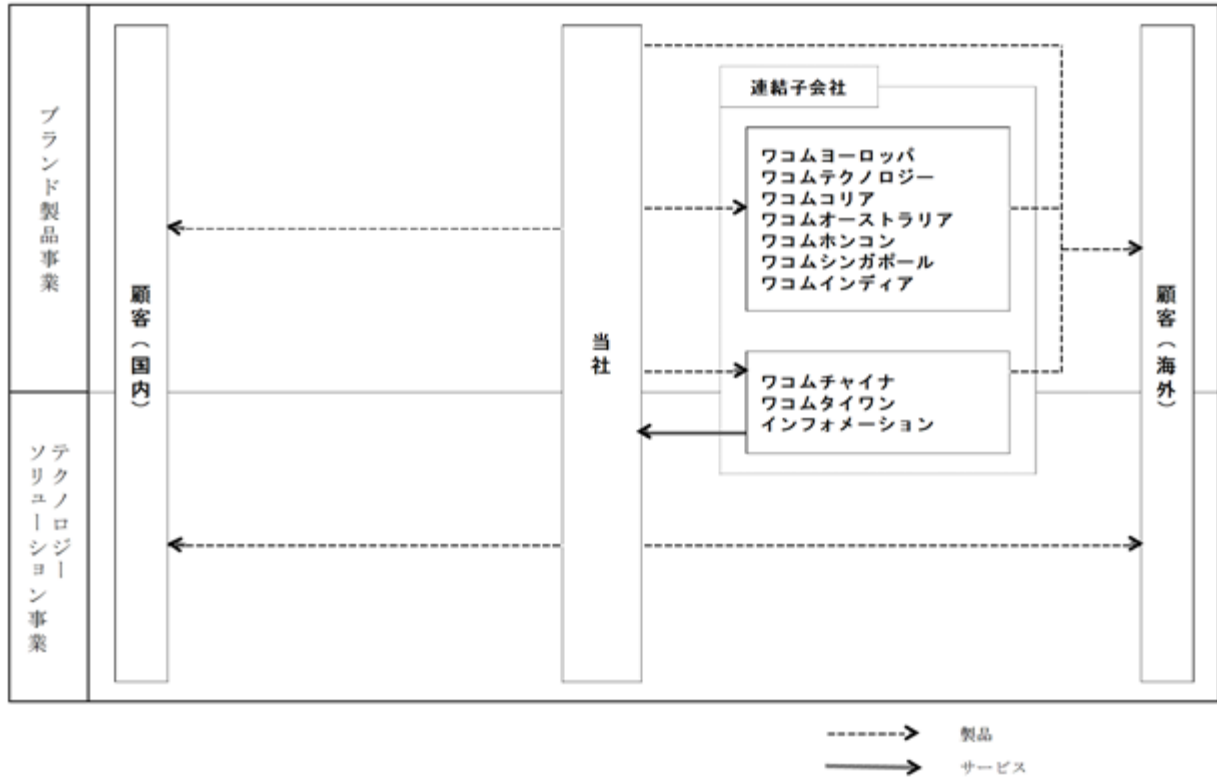 ブランド製品事業
テクノロジー
ソリューション事業
顧客（国内）
当社
連結子会社
ワコムヨーロッパ
ワコムテクノロジー
ワコムコリア
ワコムオーストラリア
ワコムホンコン
ワコムシンガポール
ワコムインディア
ワコムチャイナ
ワコムタイワン
インフォメーション
顧客（海外）
製品
サービス